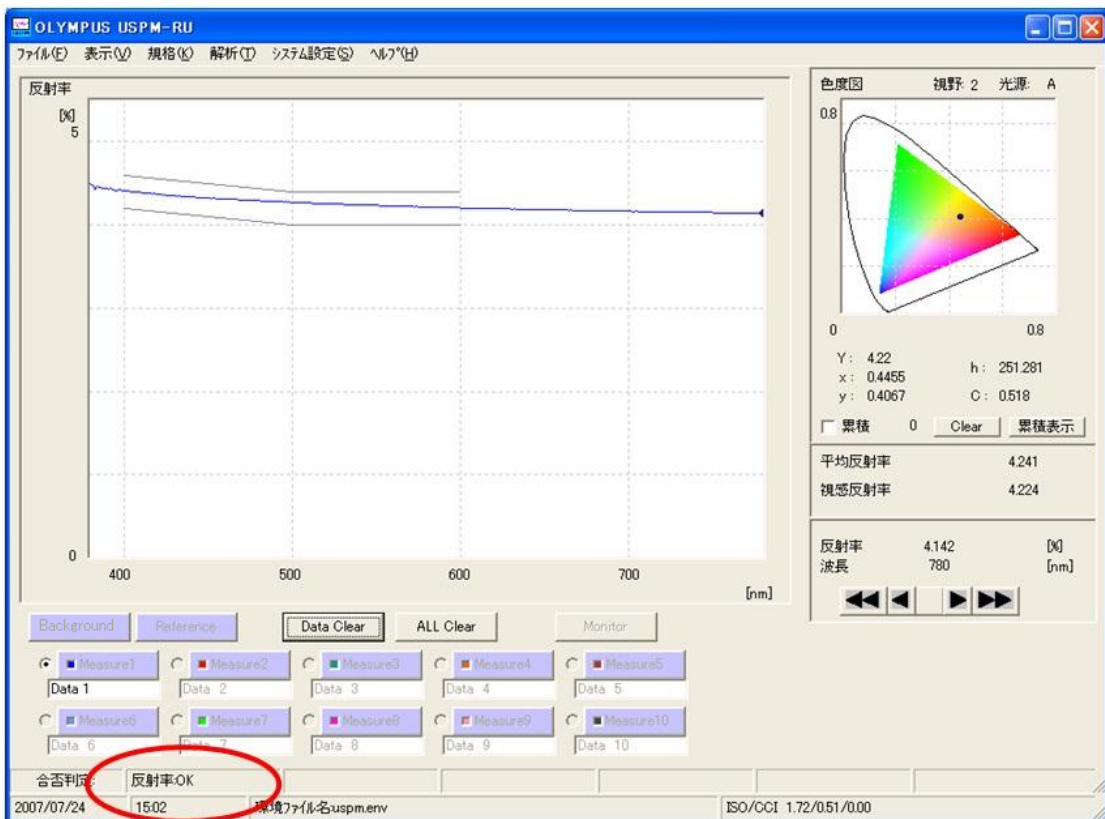 OLYMPUS USPM-RU
ファイル(F) 表示(V) 規格(K) 解析(T) システム設定(S) ヘルプ(H)
反射率
[%]
5
0
400 500 600 700
[nm]
色度図 視野: 2 光源: A
0.8
0 0.8
Y: 4.22
x: 0.4455
y: 0.4067
h: 251.281
C: 0.518
累積 0 Clear 累積表示
平均反射率 4.241
視感反射率 4.224
反射率 4.142 [%]
波長 780 [nm]
Background Reference Data Clear ALL Clear Monitor
Measure1 Measure2 Measure3 Measure4 Measure5
Data 1 Data 2 Data 3 Data 4 Data 5
Measure6 Measure7 Measure8 Measure9 Measure10
Data 6 Data 7 Data 8 Data 9 Data 10
合否判定: 反射率:OK
2007/07/24 15:02 環境ファイル名:uspm.env ISO/CCI 1.72/0.51/0.00